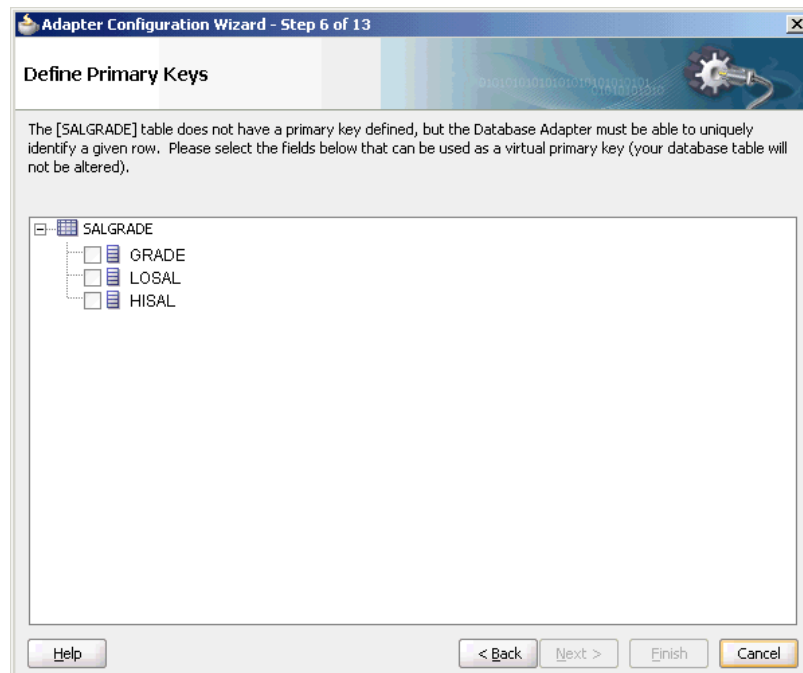 Adapter Configuration Wizard - Step 6 of 13
Define Primary Keys
The [SALGRADE] table does not have a primary key defined, but the Database Adapter must be able to uniquely
identify a given row. Please select the fields below that can be used as a virtual primary key (your database table will
not be altered).
SALGRADE
GRADE
LOSAL
HISAL
Help
< Back
Next >
Finish
Cancel